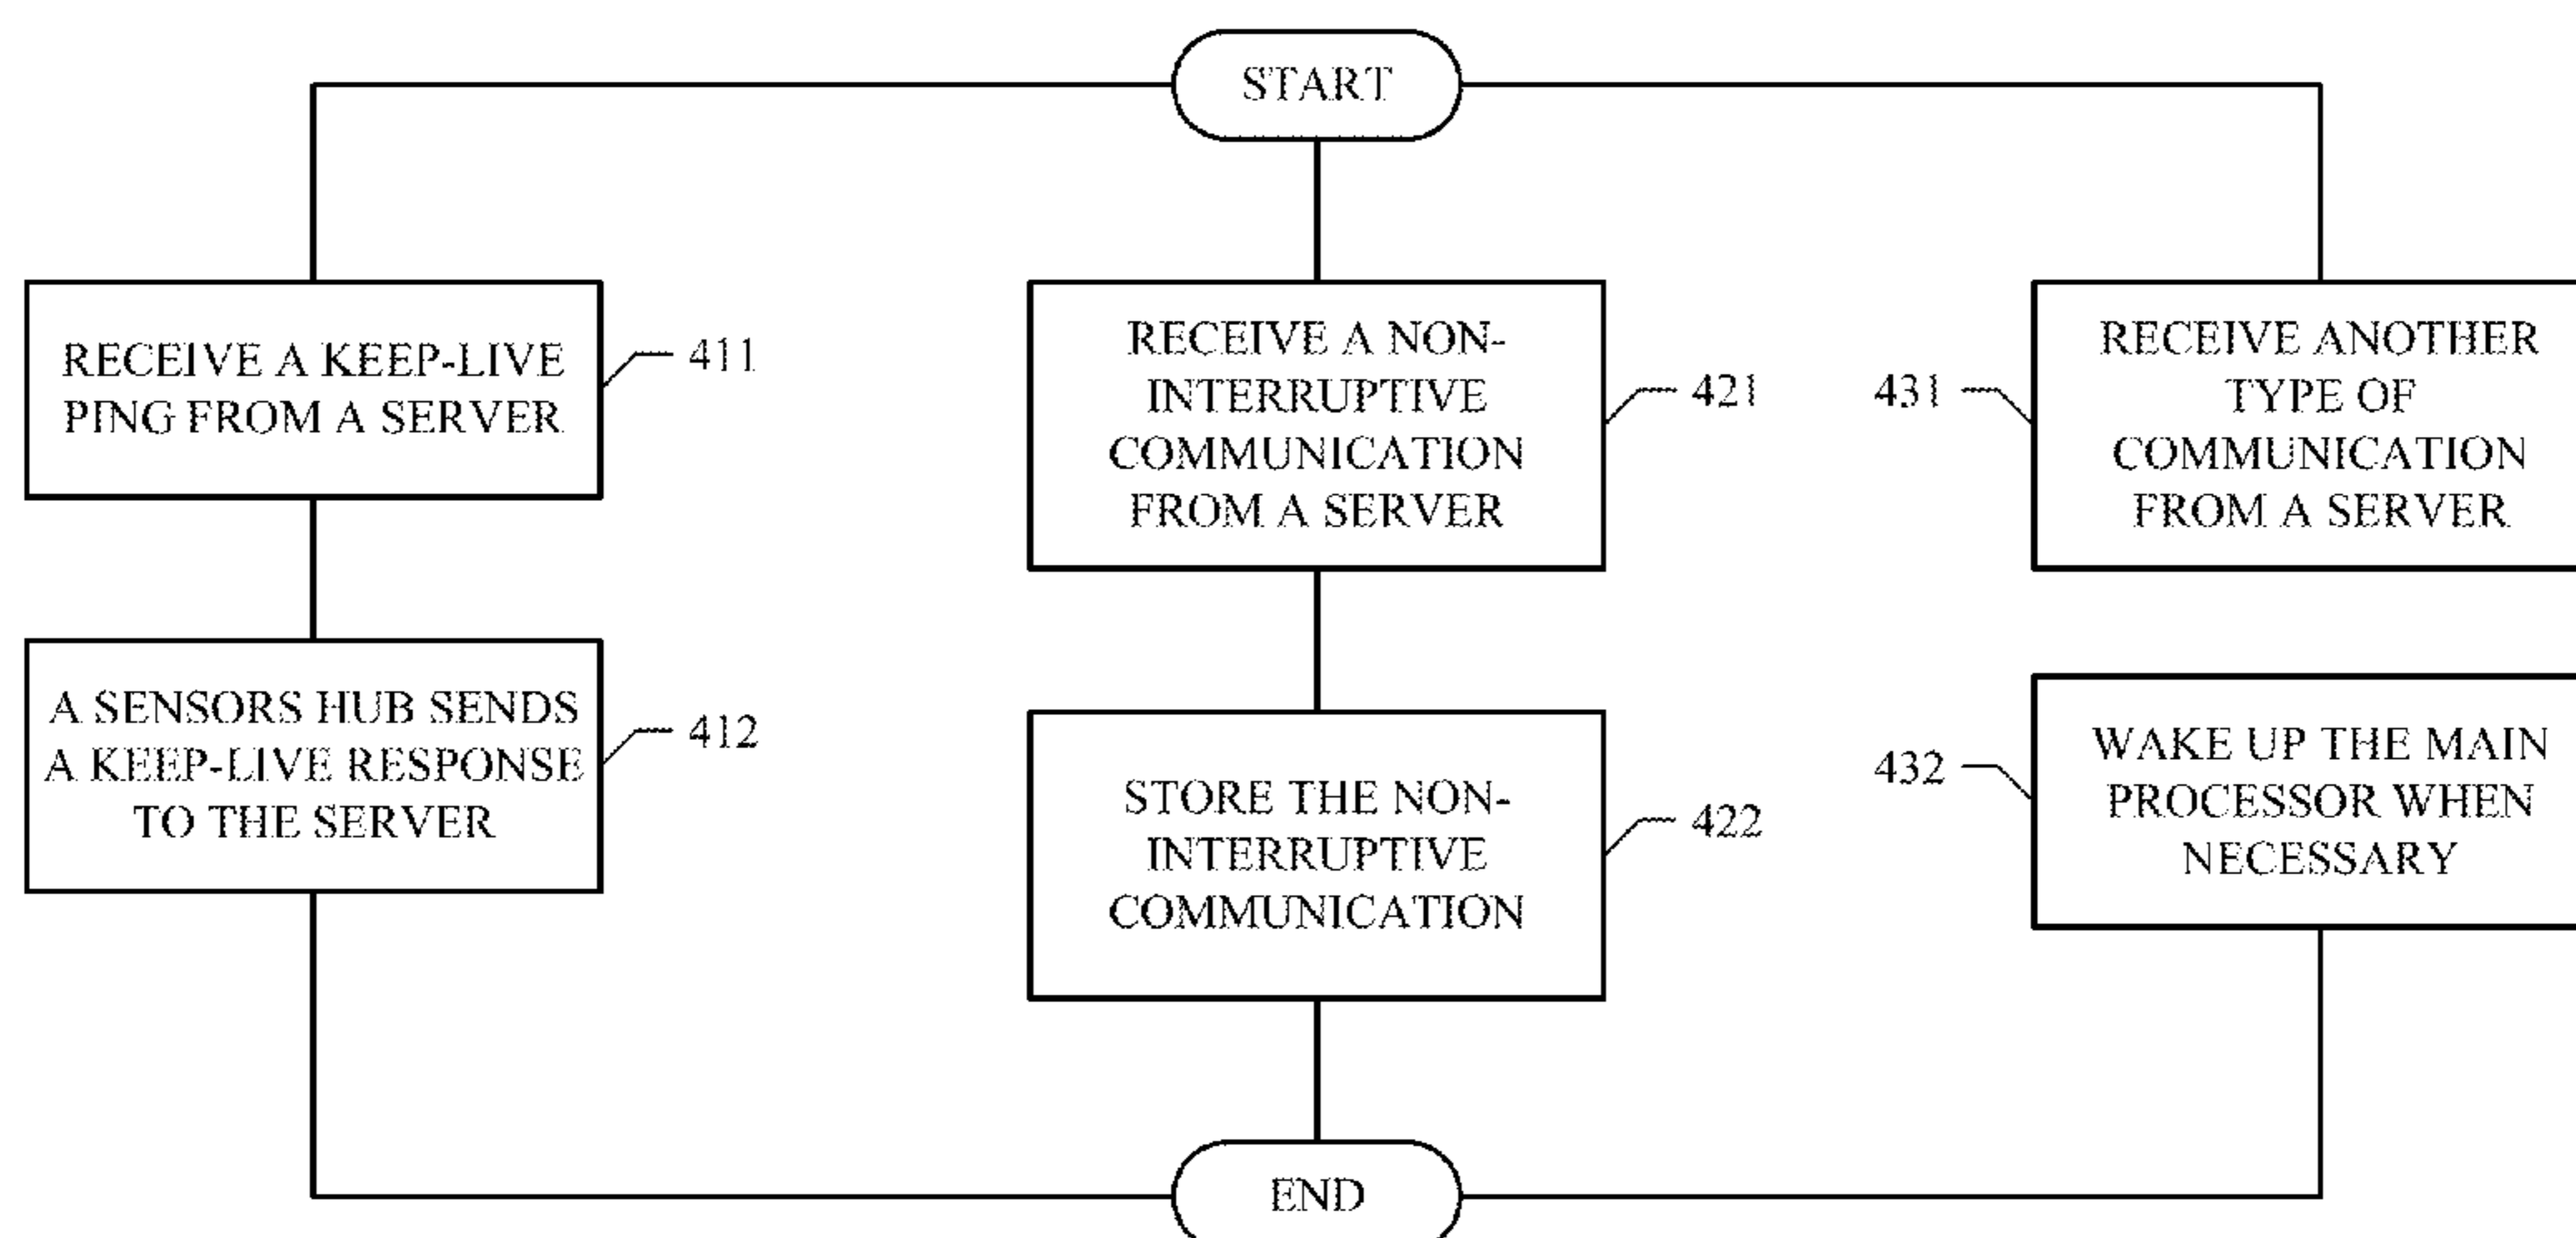 START
RECEIVE A KEEP-LIVE
PING FROM A SERVER
411
A SENSORS HUB SENDS
A KEEP-LIVE RESPONSE
TO THE SERVER
412
RECEIVE A NON-
INTERRUPTIVE
COMMUNICATION
FROM A SERVER
421
STORE THE NON-
INTERRUPTIVE
COMMUNICATION
422
431
RECEIVE ANOTHER
TYPE OF
COMMUNICATION
FROM A SERVER
432
WAKE UP THE MAIN
PROCESSOR WHEN
NECESSARY
END